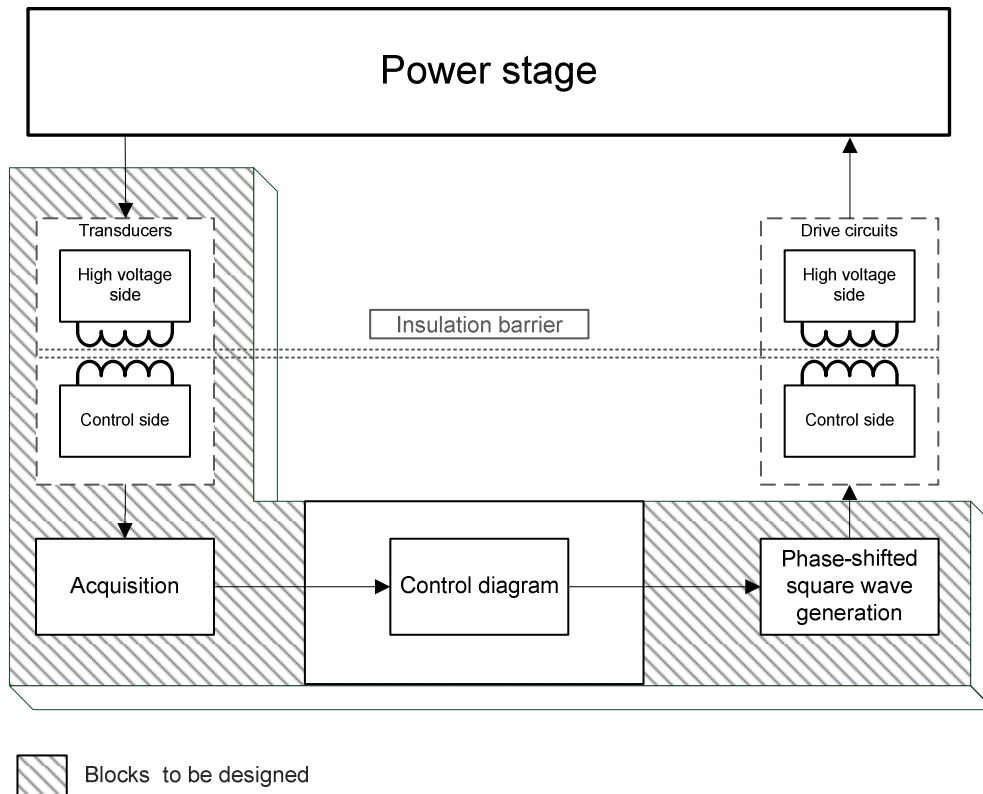 Power stage
Transducers
High voltage
side
Control side
Insulation barrier
Drive circuits
High voltage
side
Control side
Acquisition
Control diagram
Phase-shifted
square wave
generation
Blocks to be designed